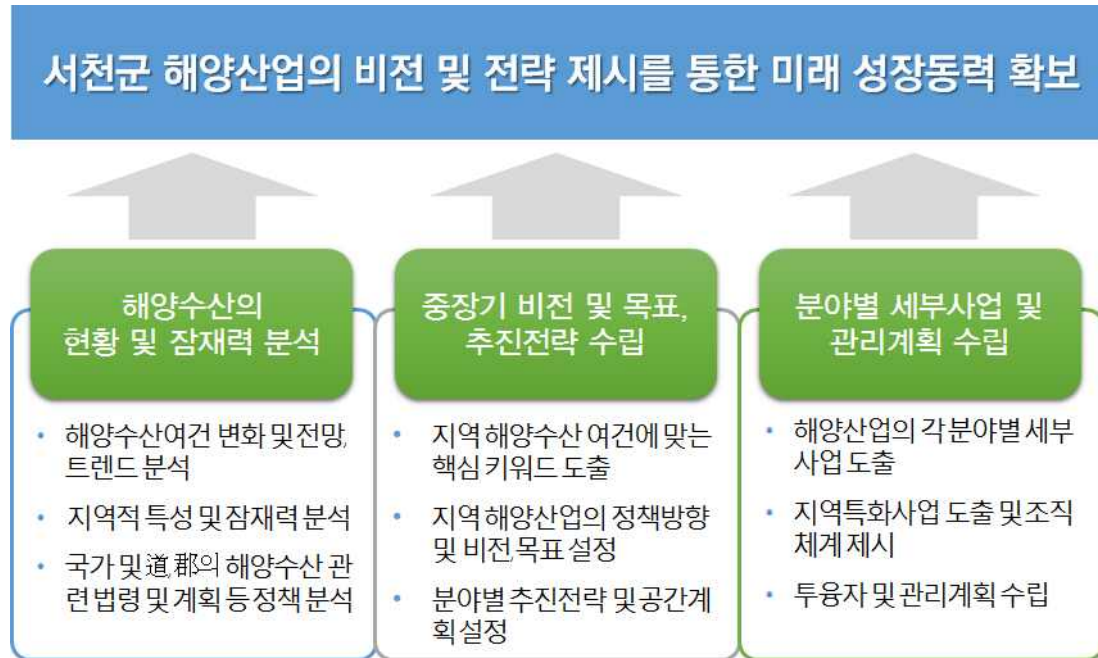 서천군 해양산업의 비전 및 전략 제시를 통한 미래 성장동력 확보
해양수산의
현황 및 잠재력 분석
• 해양수산여건 변화 및 전망,
트렌드 분석
• 지역적 특성 및 잠재력 분석
• 국가 및 道,郡의 해양수산 관
련 법령 및 계획 등 정책 분석
중장기 비전 및 목표,
추진전략 수립
• 지역 해양수산 여건에 맞는
핵심 키워드 도출
• 지역 해양산업의 정책방향
및 비전,목표 설정
• 분야별 추진전략 및 공간계
획 설정
분야별 세부사업 및
관리계획 수립
• 해양산업의 각 분야별 세부
사업 도출
• 지역특화사업 도출 및 조직
체계 제시
• 투융자 및 관리계획 수립